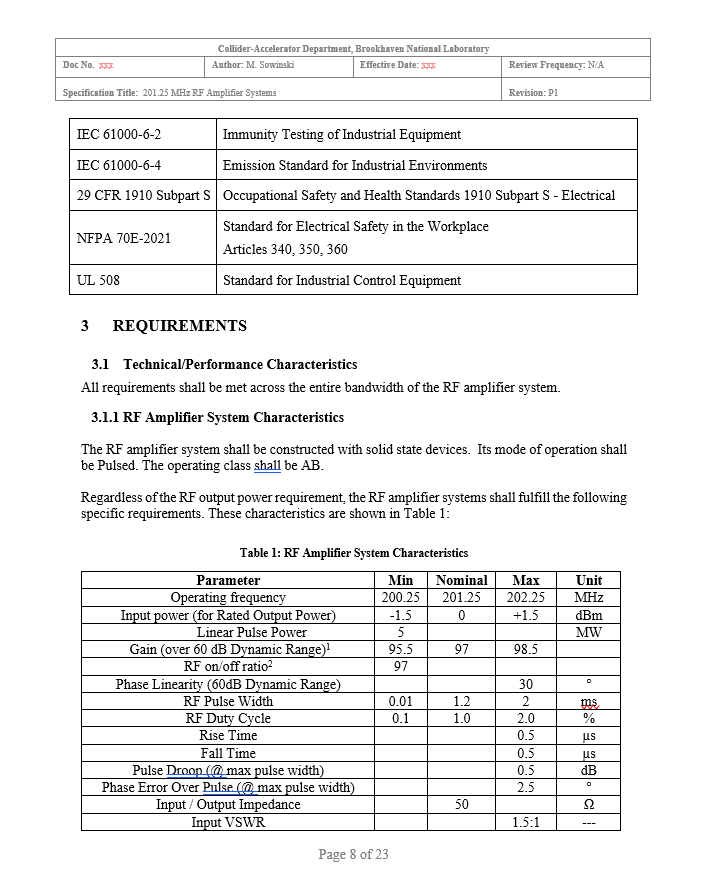 Collider-Accelerator Department, Brookhaven National Laboratory
Doc No. xxx Author: M. Sowinski Effective Date: xxx Review Frequency: N/A
Specification Title: 201.25 MHz RF Amplifier Systems Revision: P1
IEC 61000-6-2 Immunity Testing of Industrial Equipment
IEC 61000-6-4 Emission Standard for Industrial Environments
29 CFR 1910 Subpart S Occupational Safety and Health Standards 1910 Subpart S - Electrical
NFPA 70E-2021 Standard for Electrical Safety in the Workplace
Articles 340, 350, 360
UL 508 Standard for Industrial Control Equipment
3 REQUIREMENTS
3.1 Technical/Performance Characteristics
All requirements shall be met across the entire bandwidth of the RF amplifier system.
3.1.1 RF Amplifier System Characteristics
The RF amplifier system shall be constructed with solid state devices. Its mode of operation shall
be Pulsed. The operating class shall be AB.
Regardless of the RF output power requirement, the RF amplifier systems shall fulfill the following
specific requirements. These characteristics are shown in Table 1:
Table 1: RF Amplifier System Characteristics
Parameter Min Nominal Max Unit
Operating frequency 200.25 201.25 202.25 MHz
Input power (for Rated Output Power) -1.5 0 +1.5 dBm
Linear Pulse Power 5 MW
Gain (over 60 dB Dynamic Range)¹ 95.5 97 98.5
RF on/off ratio² 97
Phase Linearity (60dB Dynamic Range) 30 °
RF Pulse Width 0.01 1.2 2 ms
RF Duty Cycle 0.1 1.0 2.0 %
Rise Time 0.5 µs
Fall Time 0.5 µs
Pulse Droop (@ max pulse width) 0.5 dB
Phase Error Over Pulse (@ max pulse width) 2.5 °
Input / Output Impedance 50 Ω
Input VSWR 1.5:1 ---
Page 8 of 23